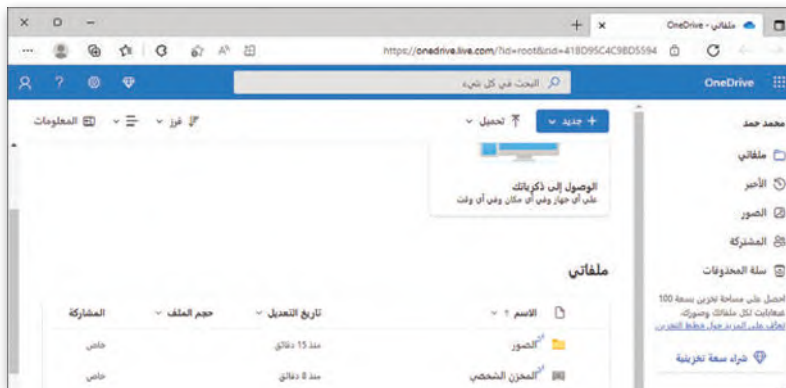 ملفاتي - OneDrive
https://onedrive.live.com/?id=root&cid=418D95C4C9BD5594
OneDrive
البحث في كل شيء
محمد حمد
ملفاتي
الأخير
الصور
المشتركة
سلة المحذوفات
احصل على مساحة تخزين بسعة 100
غيغابايت لكل ملفاتك وصورك.
تعرّف على المزيد حول خطط التخزين.
شراء سعة تخزينية
+ جديد
تحميل
فرز
المعلومات
الوصول إلى ذكرياتك
على أي جهاز وفي أي مكان وفي أي وقت
ملفاتي
الاسم ↑ تاريخ التعديل حجم الملف المشاركة
الصور منذ 15 دقائق خاص
المخزن الشخصي منذ 8 دقائق خاص